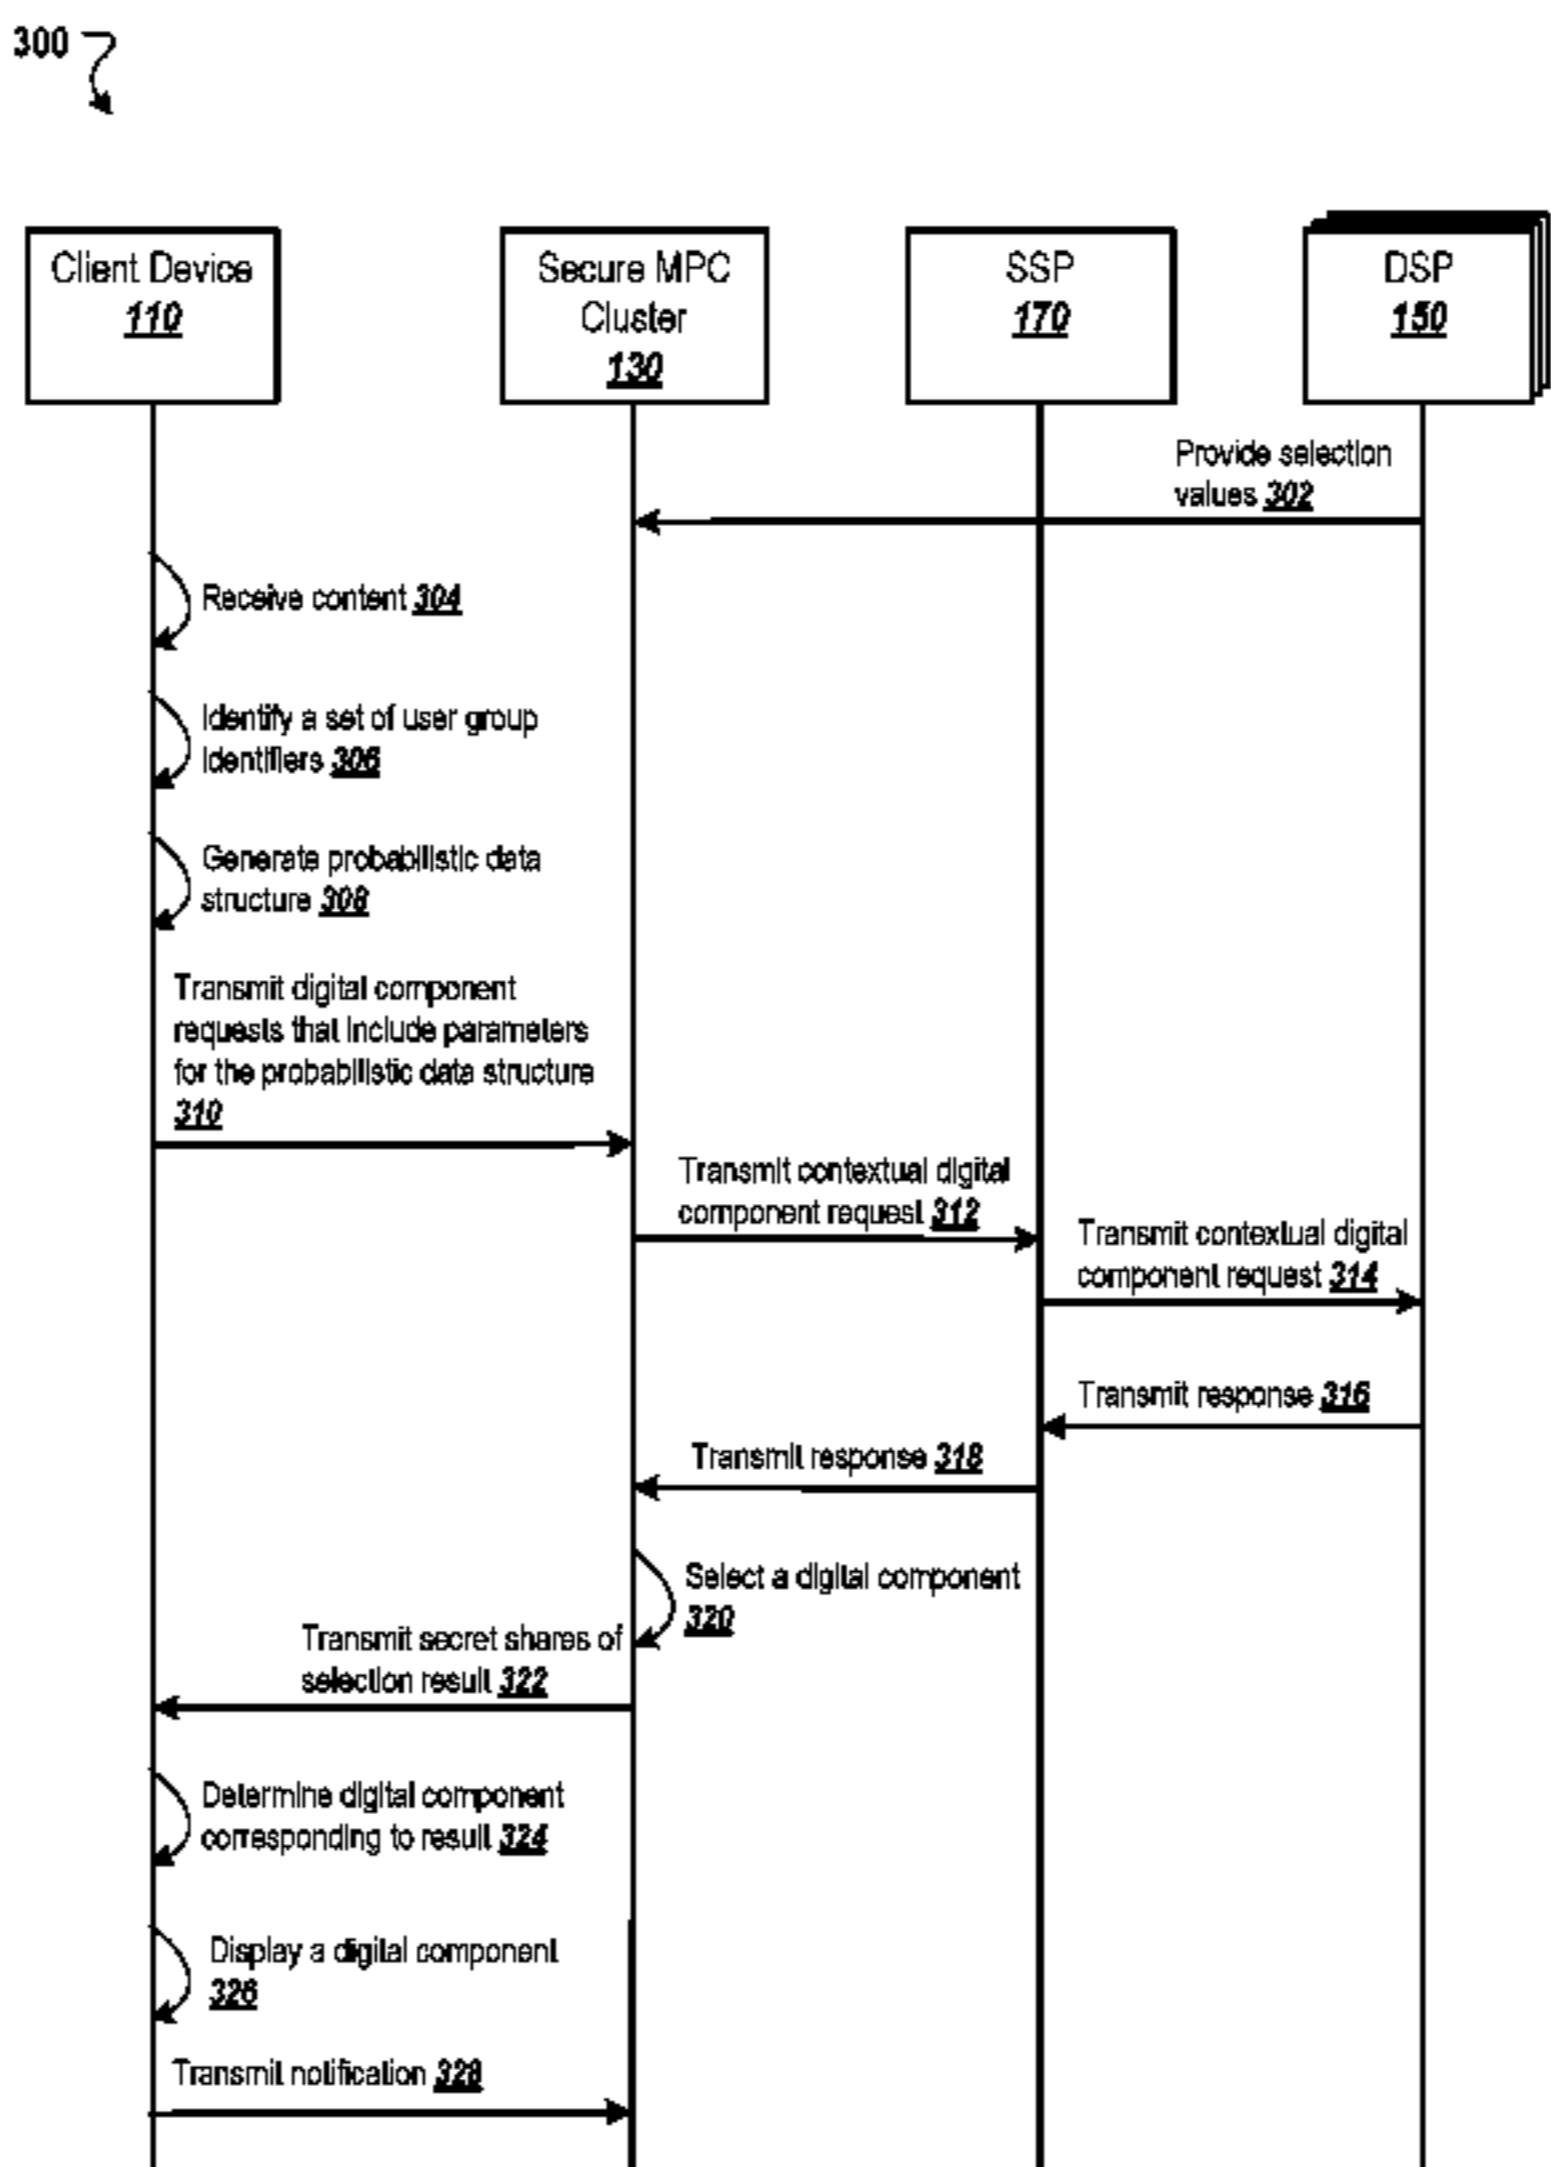 300
Client Device
110
Secure MPC
Cluster
130
SSP
170
DSP
150
Provide selection
values 302
Receive content 304
Identify a set of user group
identifiers 306
Generate probabilistic data
structure 308
Transmit digital component
requests that include parameters
for the probabilistic data structure
310
Transmit contextual digital
component request 312
Transmit contextual digital
component request 314
Transmit response 316
Transmit response 318
Select a digital component
320
Transmit secret shares of
selection result 322
Determine digital component
corresponding to result 324
Display a digital component
326
Transmit notification 328